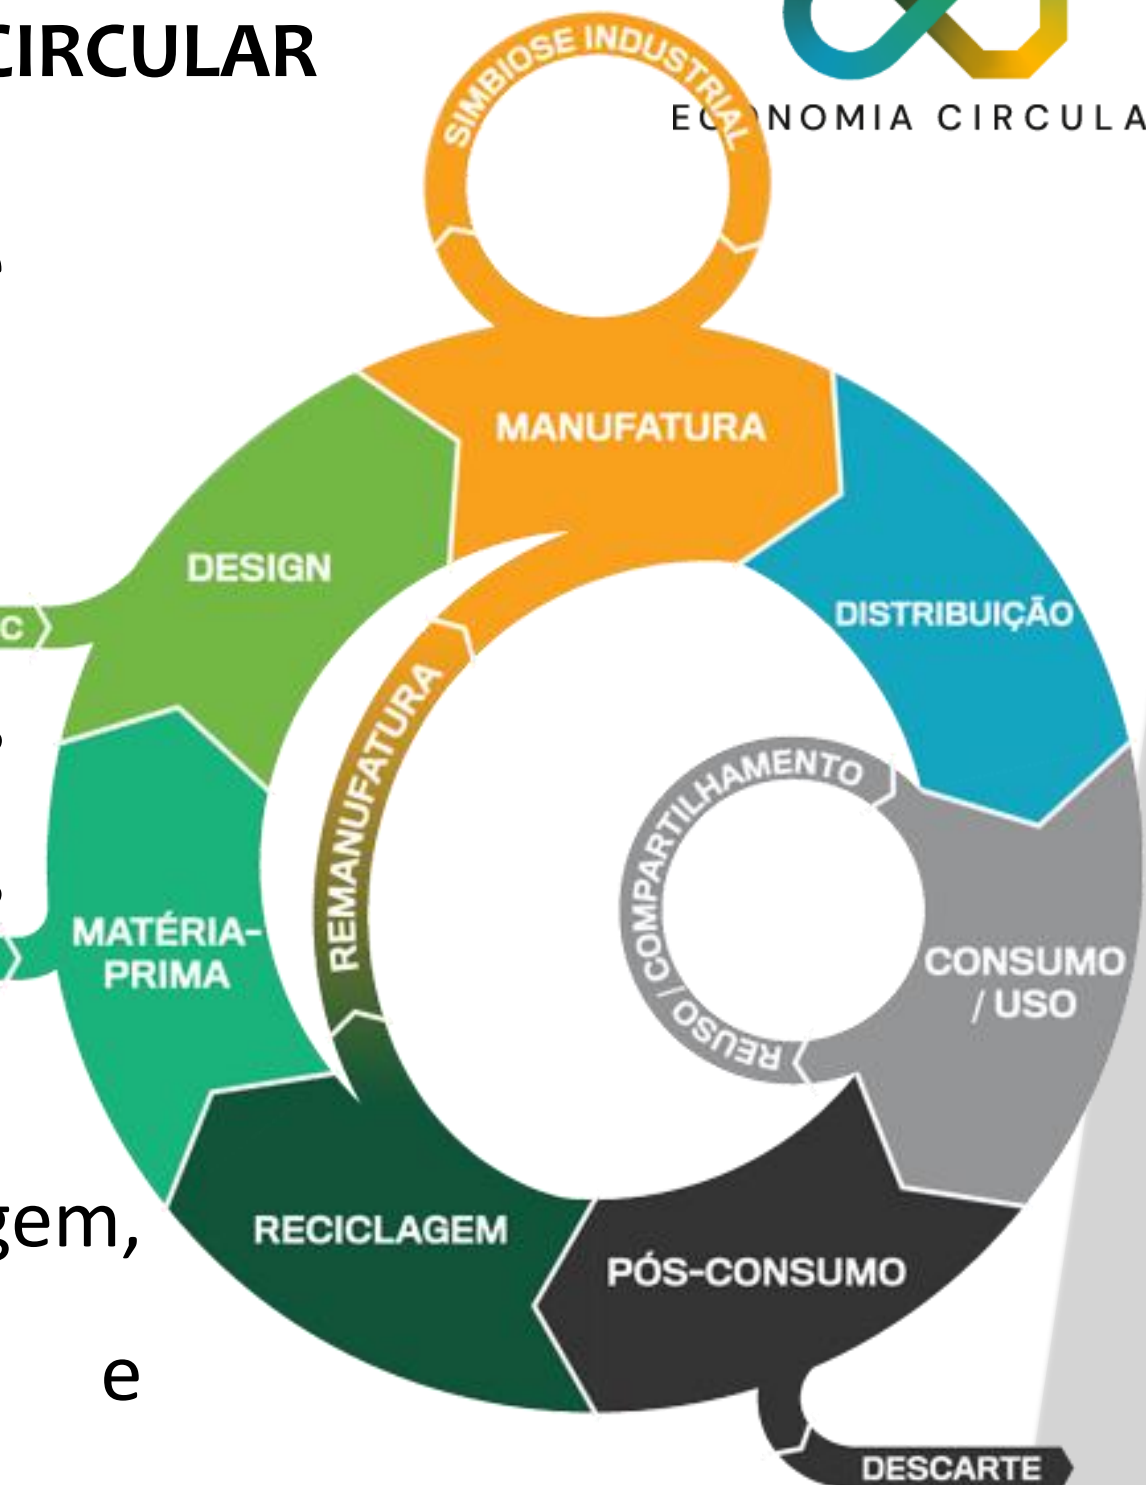 CIRCULAR
SIMBIOSE INDUSTRIAL
ECONOMIA CIRCULA
MANUFATURA
DESIGN
DISTRIBUIÇÃO
C
REMANUFATURA
REUSO / COMPARTILHAMENTO
MATÉRIA-
PRIMA
CONSUMO
/ USO
gem,
RECICLAGEM
PÓS-CONSUMO
e
DESCARTE